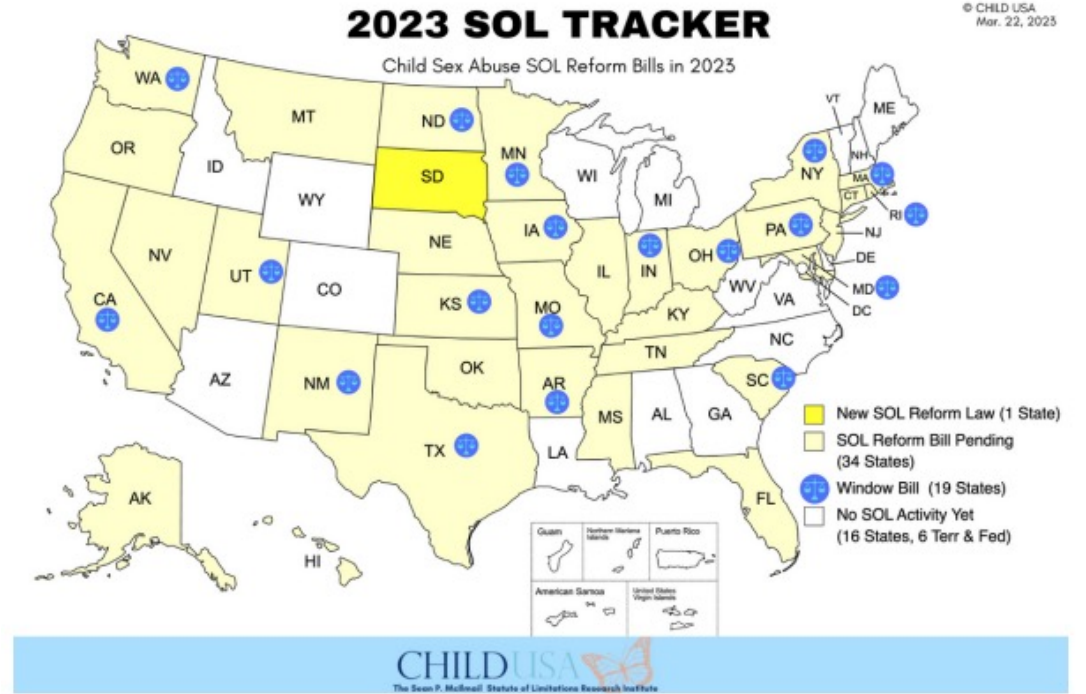 2023 SOL TRACKER
© CHILD USA
Mar. 22, 2023
Child Sex Abuse SOL Reform Bills in 2023
WA
MT
ND
MN
VT
ME
OR
ID
SD
WI
NH
NY
MA
CT
WY
MI
RI
NV
NE
IA
PA
NJ
UT
IL
IN
OH
DE
CA
CO
KS
MO
WV
VA
MD
DC
KY
NC
AZ
NM
OK
TN
AR
SC
MS
AL
GA
TX
LA
FL
AK
HI
New SOL Reform Law (1 State)
SOL Reform Bill Pending
(34 States)
Window Bill (19 States)
No SOL Activity Yet
(16 States, 6 Terr & Fed)
Guam
Northern Mariana
Islands
Puerto Rico
American Samoa
United States
Virgin Islands
CHILD USA
The Sean P. McIlmail Statute of Limitations Research Institute